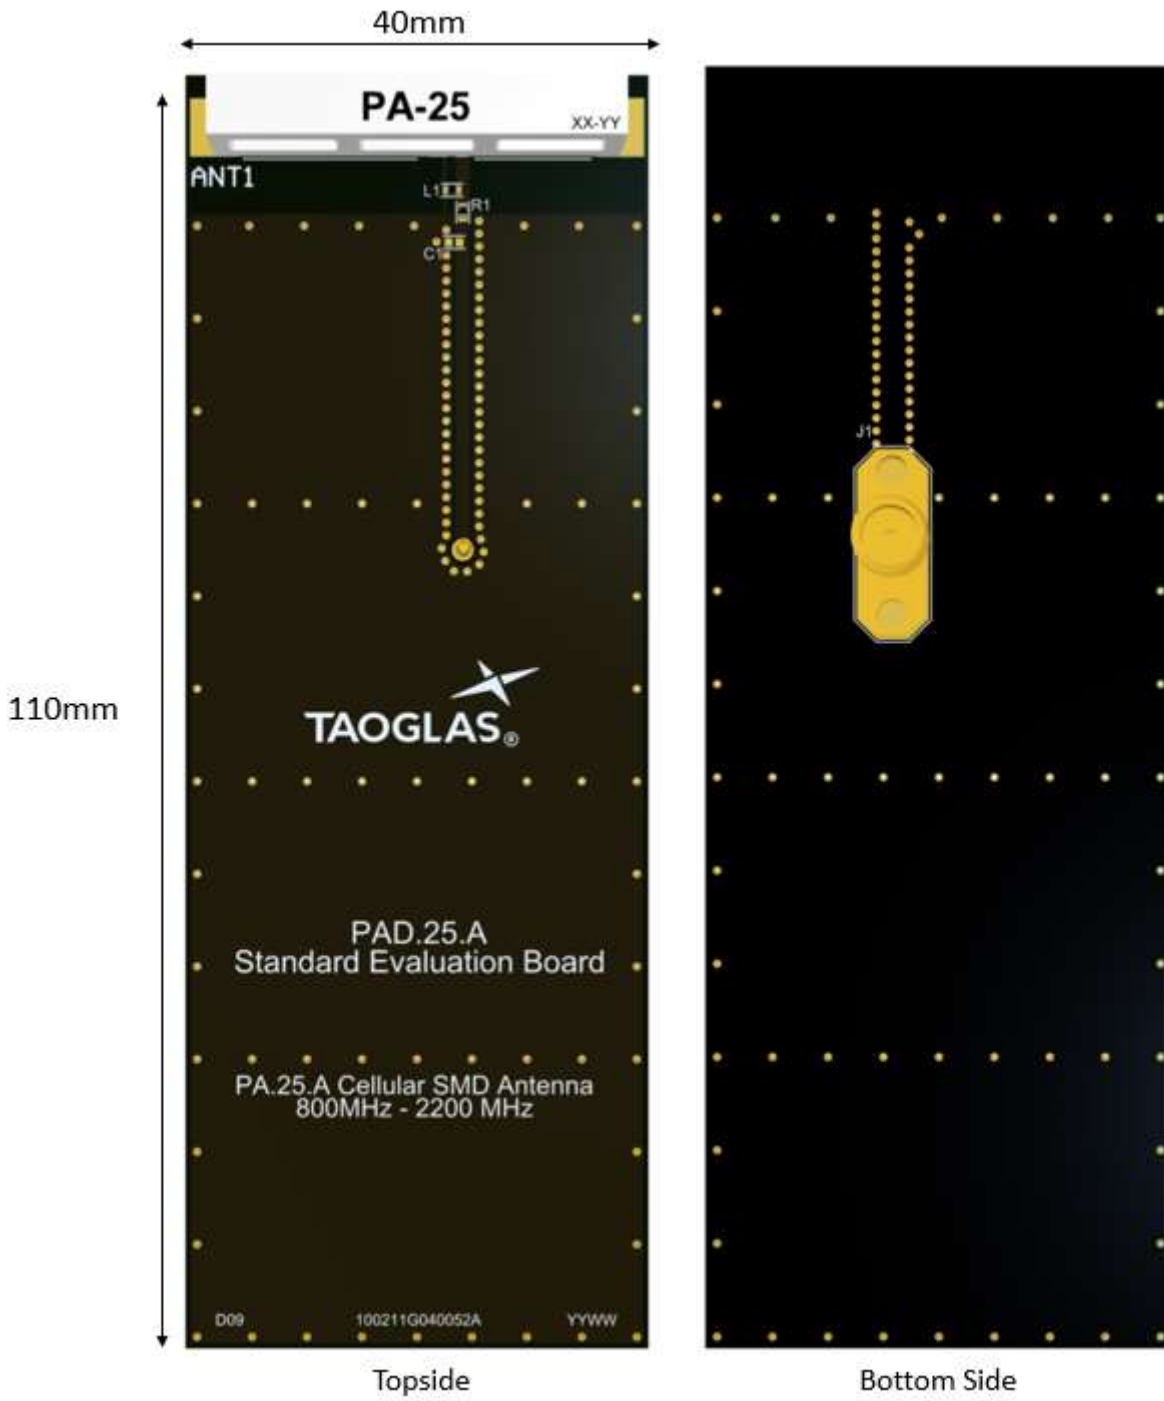 40mm
PA-25
XX-YY
ANT1
L1
R1
C1
J1
110mm
TAOGLAS®
PAD.25.A
Standard Evaluation Board
PA.25.A Cellular SMD Antenna
800MHz - 2200 MHz
D09 100211G040052A YYWW
Topside
Bottom Side